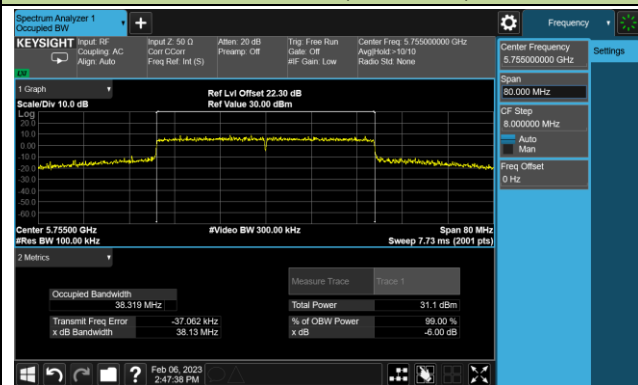 Spectrum Analyzer 1
Occupied BW
Frequency
KEYSIGHT
Input: RF
Coupling: AC
Align: Auto
Input Z: 50 Ω
Corr CCorr
Freq Ref: Int (S)
Atten: 20 dB
Preamp: Off
Trig: Free Run
Gate: Off
#IF Gain: Low
Center Freq: 5.755000000 GHz
Avg|Hold:>10/10
Radio Std: None
Center Frequency
5.755000000 GHz
Settings
Span
80.000 MHz
CF Step
8.000000 MHz
Auto
Man
Freq Offset
0 Hz
1 Graph
Scale/Div 10.0 dB
Ref Lvl Offset 22.30 dB
Ref Value 30.00 dBm
Log
20.0
10.0
0.00
-10.0
-20.0
-30.0
-40.0
-50.0
-60.0
Center 5.75500 GHz
#Video BW 300.00 kHz
Span 80 MHz
#Res BW 100.00 kHz
Sweep 7.73 ms (2001 pts)
2 Metrics
Measure Trace
Trace 1
Occupied Bandwidth
38.319 MHz
Total Power
31.1 dBm
Transmit Freq Error
-37.062 kHz
% of OBW Power
99.00 %
x dB Bandwidth
38.13 MHz
x dB
-6.00 dB
Feb 06, 2023
2:47:38 PM